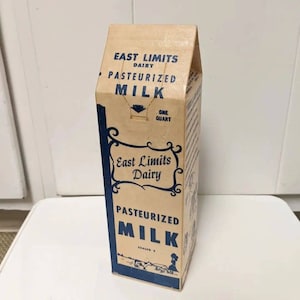 EAST LIMITS
DAIRY
PASTEURIZED
MILK
ONE
QUART
East Limits
Dairy
PASTEURIZED
MILK